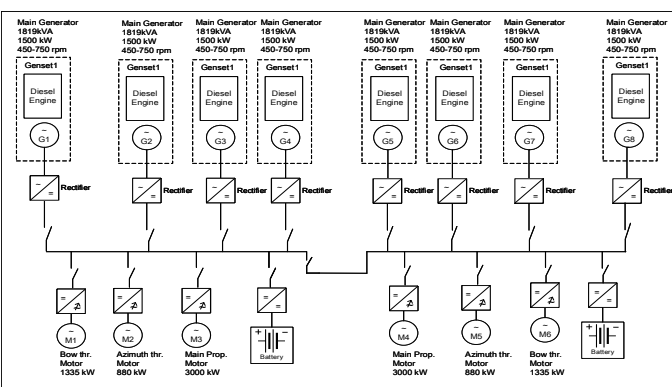 Main Generator
1819kVA
1500 kW
450-750 rpm
Main Generator
1819kVA
1500 kW
450-750 rpm
Main Generator
1819kVA
1500 kW
450-750 rpm
Main Generator
1819kVA
1500 kW
450-750 rpm
Main Generator
1819kVA
1500 kW
450-750 rpm
Main Generator
1819kVA
1500 kW
450-750 rpm
Main Generator
1819kVA
1500 kW
450-750 rpm
Main Generator
1819kVA
1500 kW
450-750 rpm
Genset1
Diesel
Engine
~
G1
Genset1
Diesel
Engine
~
G2
Genset1
Diesel
Engine
~
G3
Genset1
Diesel
Engine
~
G4
Genset1
Diesel
Engine
~
G5
Genset1
Diesel
Engine
~
G6
Genset1
Diesel
Engine
~
G7
Genset1
Diesel
Engine
~
G8
Rectifier
Rectifier
Rectifier
Rectifier
Rectifier
Rectifier
Rectifier
Rectifier
M1
Bow thr.
Motor
1335 kW
M2
Azimuth thr.
Motor
880 kW
M3
Main Prop.
Motor
3000 kW
+ −
Battery
M4
Main Prop.
Motor
3000 kW
M5
Azimuth thr.
Motor
880 kW
M6
Bow thr.
Motor
1335 kW
+ −
Battery